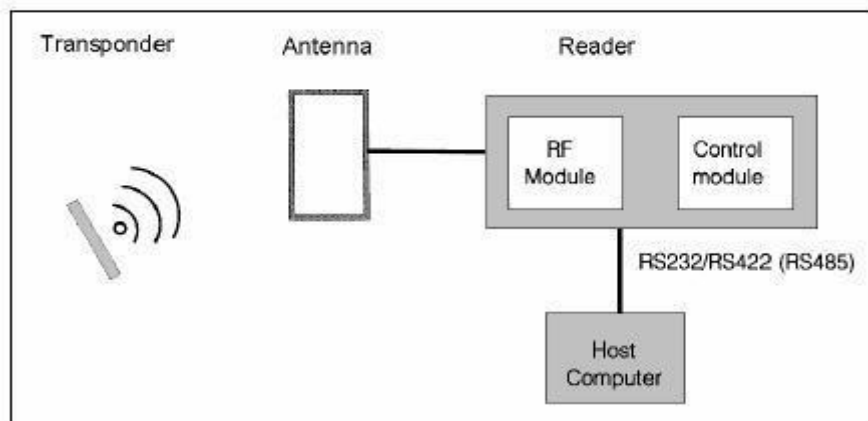 Transponder
Antenna
Reader
RF
Module
Control
module
RS232/RS422 (RS485)
Host
Computer